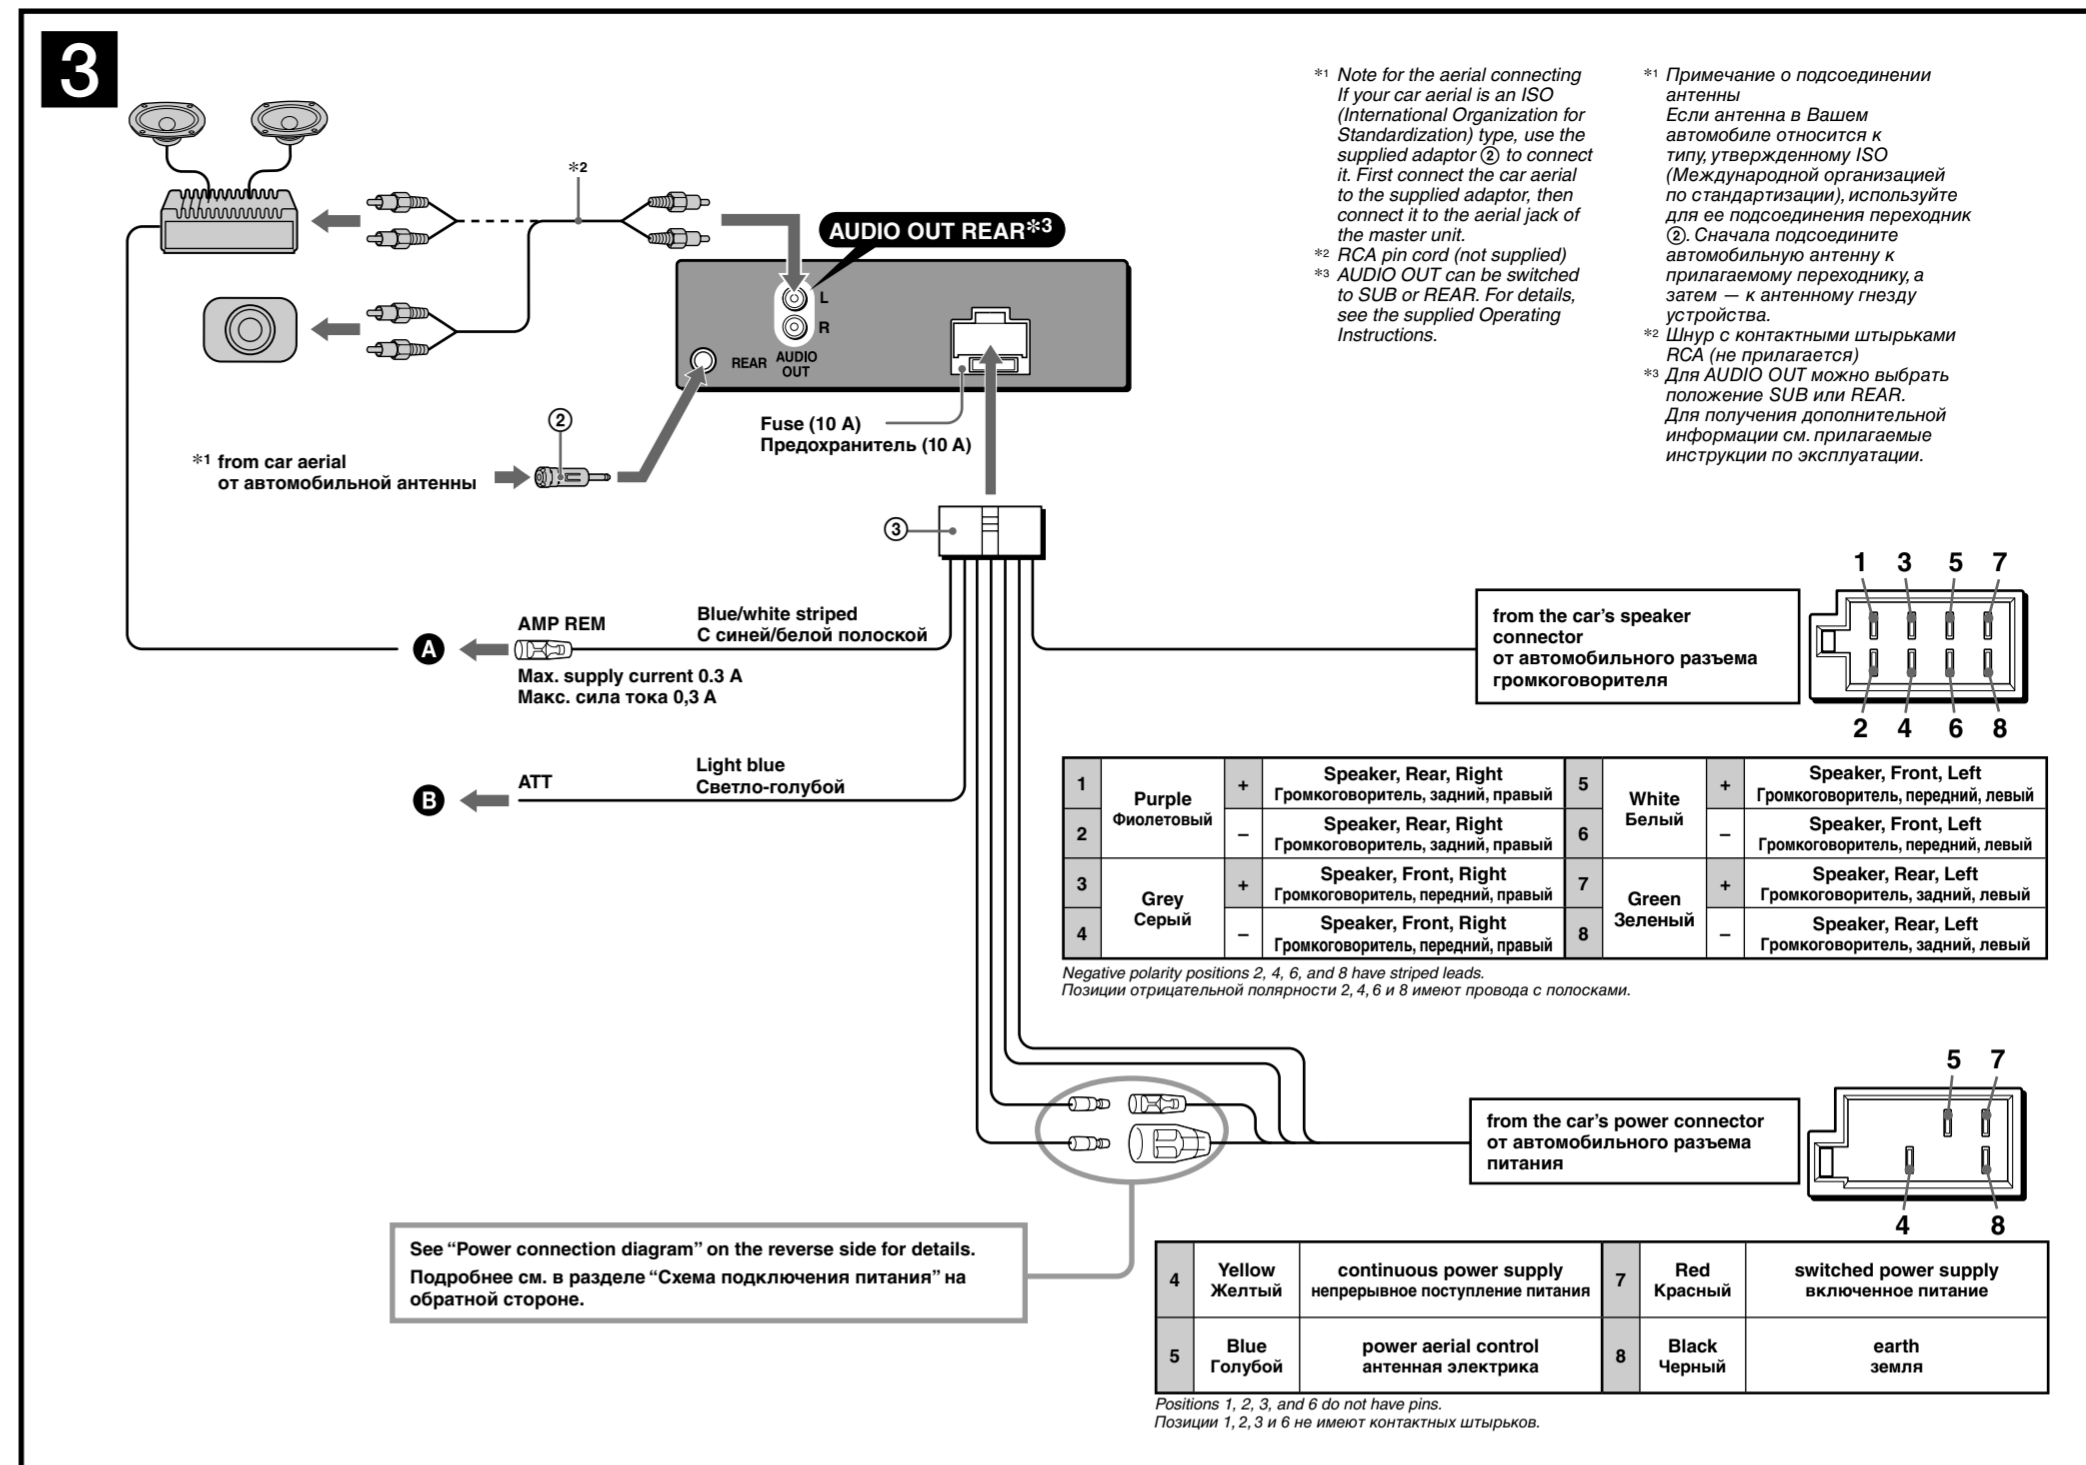 3
*1 Note for the aerial connecting
If your car aerial is an ISO
(International Organization for
Standardization) type, use the
supplied adaptor ② to connect
it. First connect the car aerial
to the supplied adaptor, then
connect it to the aerial jack of
the master unit.
*2 RCA pin cord (not supplied)
*3 AUDIO OUT can be switched
to SUB or REAR. For details,
see the supplied Operating
Instructions.
*1 Примечание о подсоединении
антенны
Если антенна в Вашем
автомобиле относится к
типу, утвержденному ISO
(Международной организацией
по стандартизации), используйте
для ее подсоединения переходник
②. Сначала подсоедините
автомобильную антенну к
прилагаемому переходнику, а
затем — к антенному гнезду
устройства.
*2 Шнур с контактными штырьками
RCA (не прилагается)
*3 Для AUDIO OUT можно выбрать
положение SUB или REAR.
Для получения дополнительной
информации см. прилагаемые
инструкции по эксплуатации.
*2
AUDIO OUT REAR*3
L
R
REAR
AUDIO
OUT
Fuse (10 A)
Предохранитель (10 A)
②
*1 from car aerial
от автомобильной антенны
③
A
AMP REM
Blue/white striped
С синей/белой полоской
Max. supply current 0.3 A
Макс. сила тока 0,3 A
B
ATT
Light blue
Светло-голубой
from the car's speaker
connector
от автомобильного разъема
громкоговорителя
1 3 5 7
2 4 6 8
1 Purple + Speaker, Rear, Right 5 White + Speaker, Front, Left
Фиолетовый Громкоговоритель, задний, правый Белый Громкоговоритель, передний, левый
2 – Speaker, Rear, Right 6 – Speaker, Front, Left
Громкоговоритель, задний, правый Громкоговоритель, передний, левый
3 Grey + Speaker, Front, Right 7 Green + Speaker, Rear, Left
Серый Громкоговоритель, передний, правый Зеленый Громкоговоритель, задний, левый
4 – Speaker, Front, Right 8 – Speaker, Rear, Left
Громкоговоритель, передний, правый Громкоговоритель, задний, левый
Negative polarity positions 2, 4, 6, and 8 have striped leads.
Позиции отрицательной полярности 2, 4, 6 и 8 имеют провода с полосками.
from the car's power connector
от автомобильного разъема
питания
5 7
4 8
See “Power connection diagram” on the reverse side for details.
Подробнее см. в разделе “Схема подключения питания” на
обратной стороне.
4 Yellow continuous power supply 7 Red switched power supply
Желтый непрерывное поступление питания Красный включенное питание
5 Blue power aerial control 8 Black earth
Голубой антенная электрика Черный земля
Positions 1, 2, 3, and 6 do not have pins.
Позиции 1, 2, 3 и 6 не имеют контактных штырьков.